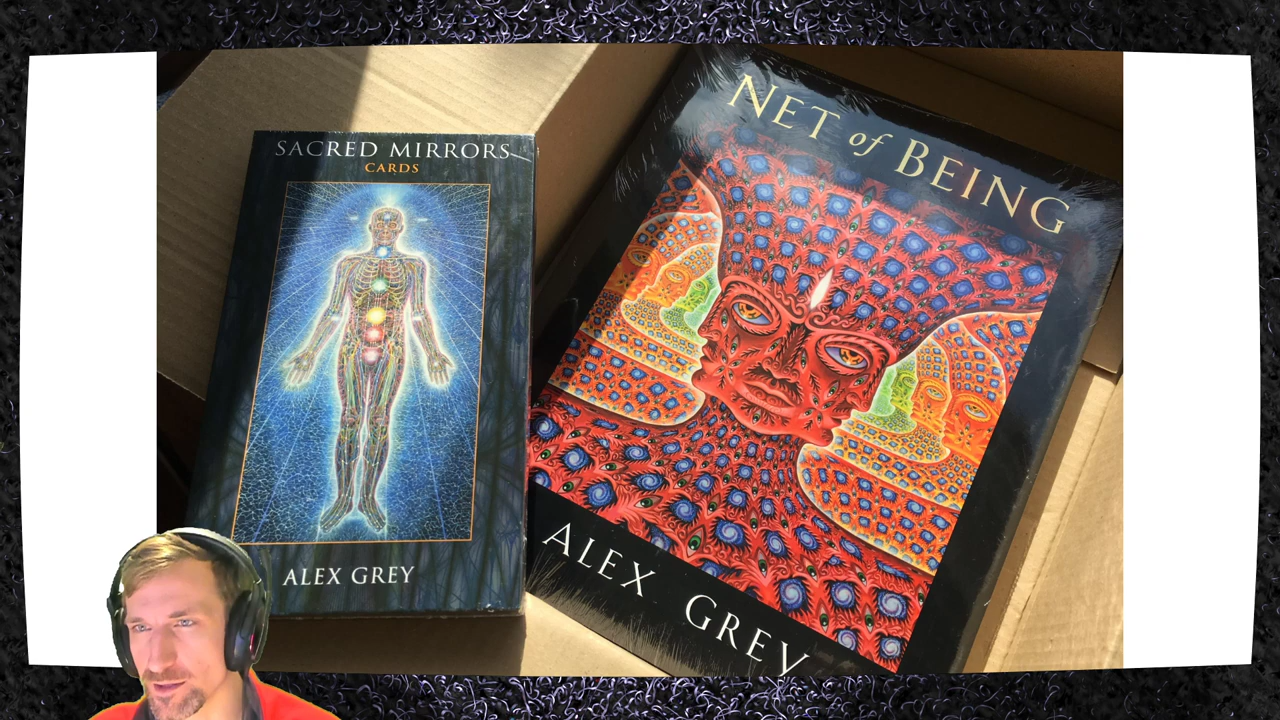 SACRED MIRRORS
CARDS
ALEX GREY
NET of BEING
ALEX GREY